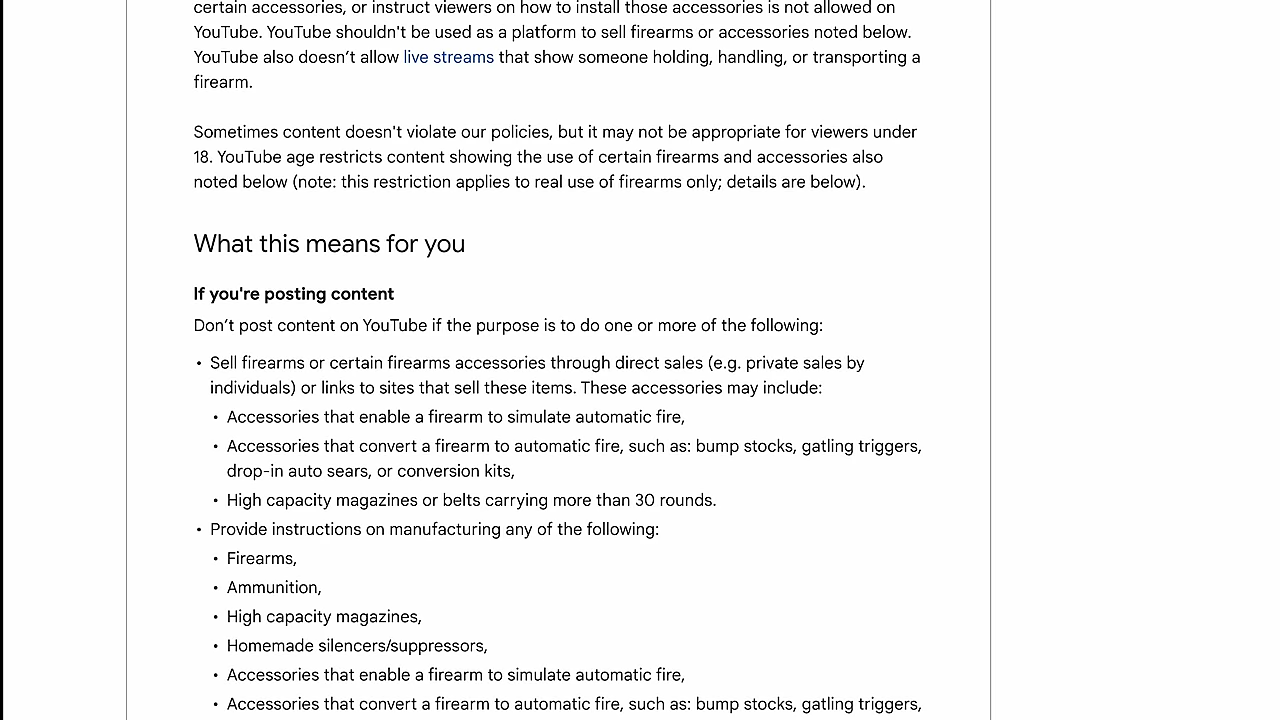 certain accessories, or instruct viewers on how to install those accessories is not allowed on
YouTube. YouTube shouldn't be used as a platform to sell firearms or accessories noted below.
YouTube also doesn’t allow live streams that show someone holding, handling, or transporting a
firearm.
Sometimes content doesn't violate our policies, but it may not be appropriate for viewers under
18. YouTube age restricts content showing the use of certain firearms and accessories also
noted below (note: this restriction applies to real use of firearms only; details are below).
What this means for you
If you're posting content
Don’t post content on YouTube if the purpose is to do one or more of the following:
• Sell firearms or certain firearms accessories through direct sales (e.g. private sales by
individuals) or links to sites that sell these items. These accessories may include:
• Accessories that enable a firearm to simulate automatic fire,
• Accessories that convert a firearm to automatic fire, such as: bump stocks, gatling triggers,
drop-in auto sears, or conversion kits,
• High capacity magazines or belts carrying more than 30 rounds.
• Provide instructions on manufacturing any of the following:
• Firearms,
• Ammunition,
• High capacity magazines,
• Homemade silencers/suppressors,
• Accessories that enable a firearm to simulate automatic fire,
• Accessories that convert a firearm to automatic fire, such as: bump stocks, gatling triggers,